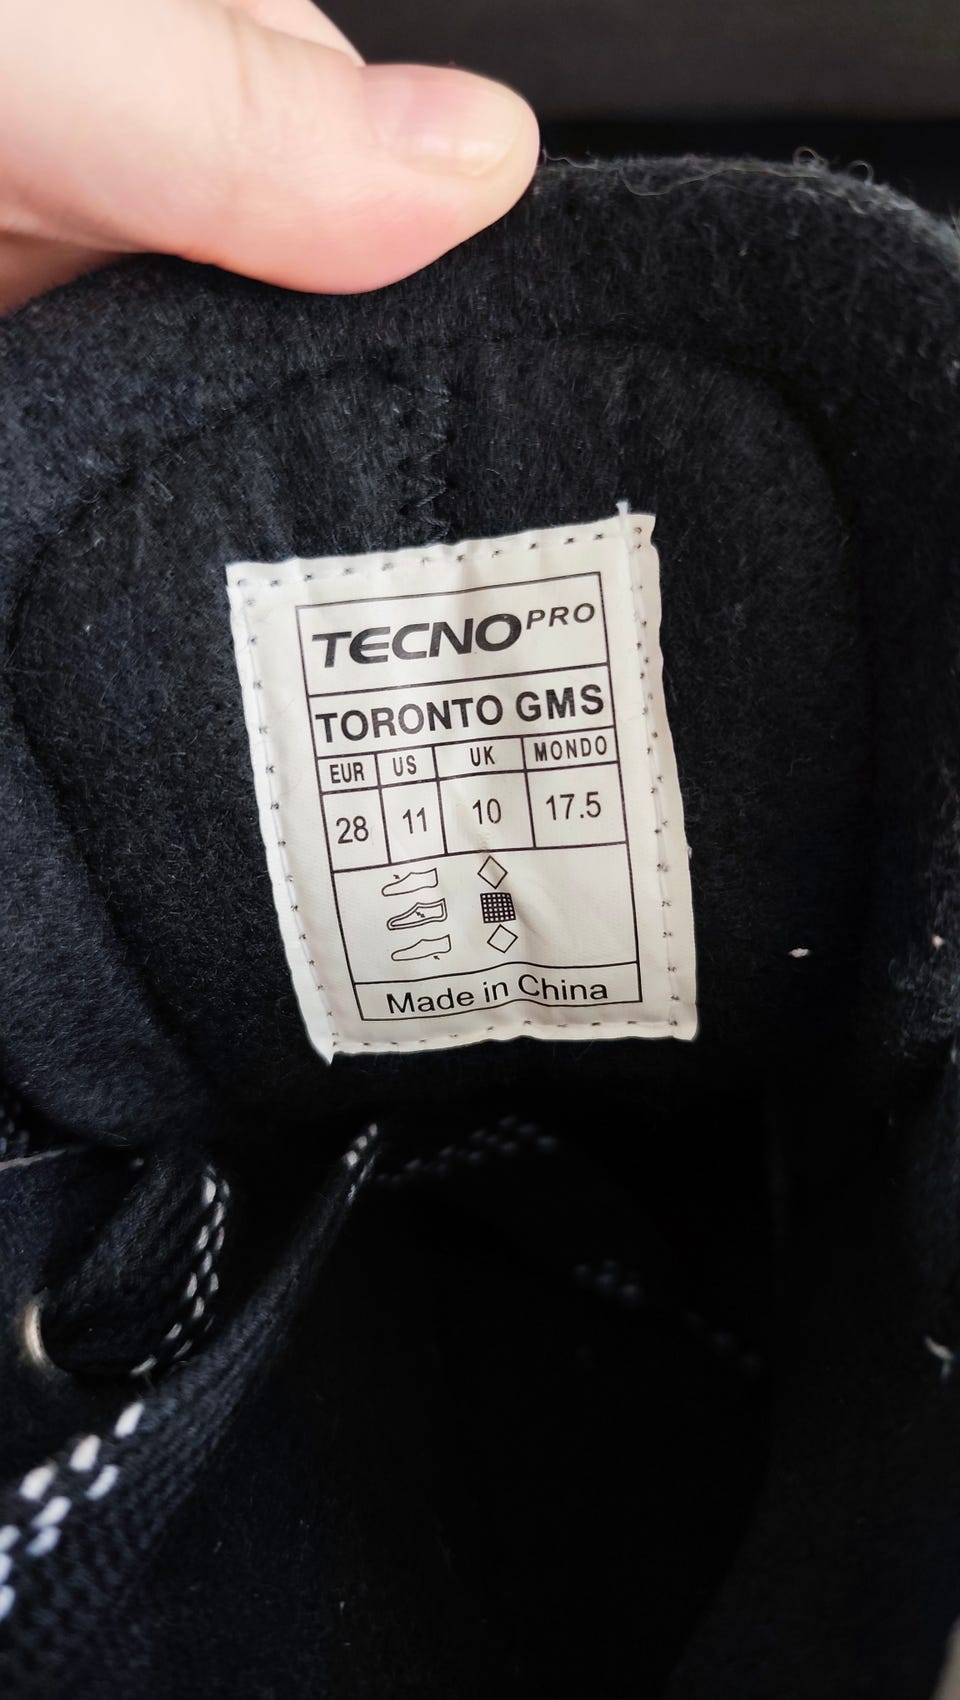 TECNOPRO
TORONTO GMS
EUR US UK MONDO
28 11 10 17.5
Made in China